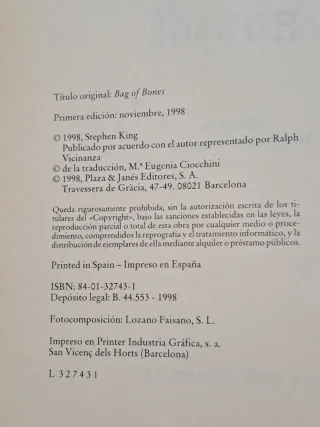 Título original: Bag of Bones
Primera edición: noviembre, 1998
© 1998, Stephen King
Publicado por acuerdo con el autor representado por Ralph
Vicinanza
© de la traducción, M.ª Eugenia Ciocchini
© 1998, Plaza & Janés Editores, S. A.
Travessera de Gràcia, 47-49. 08021 Barcelona
Queda rigurosamente prohibida, sin la autorización escrita de los ti-
tulares del «Copyright», bajo las sanciones establecidas en las leyes, la
reproducción parcial o total de esta obra por cualquier medio o proce-
dimiento, comprendidos la reprografía y el tratamiento informático, y la
distribución de ejemplares de ella mediante alquiler o préstamo públicos.
Printed in Spain – Impreso en España
ISBN: 84-01-32743-1
Depósito legal: B. 44.553 - 1998
Fotocomposición: Lozano Faisano, S. L.
Impreso en Printer Industria Gráfica, s. a.
San Vicenç dels Horts (Barcelona)
L 327431